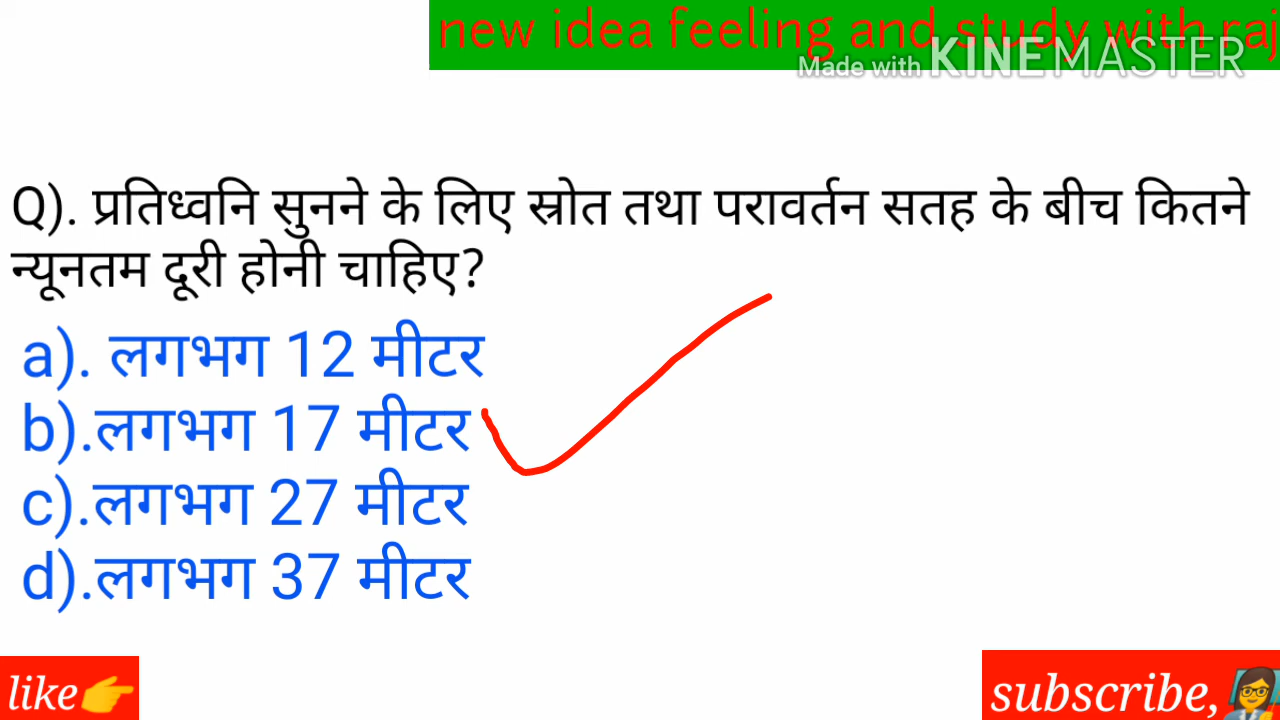 new idea feeling and study with raj
Made with KINEMASTER
Q). प्रतिध्वनि सुनने के लिए स्रोत तथा परावर्तन सतह के बीच कितने
न्यूनतम दूरी होनी चाहिए?
a). लगभग 12 मीटर
b).लगभग 17 मीटर
c).लगभग 27 मीटर
d).लगभग 37 मीटर
like👉
subscribe,👩‍🏫